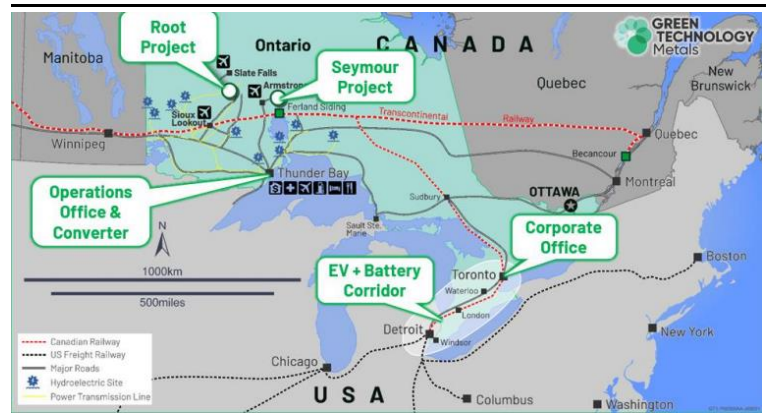 Root
Project
Ontario
CANADA
GREEN
TECHNOLOGY
Metals
Manitoba
Slate Falls
Armstron
Seymour
Project
Quebec
New
Brunswick
Sioux
Lookout
Ferland Siding
Transcontinental
Railway
Winnipeg
Quebec
Becancour
Thunder Bay
Montreal
Operations
Office &
Converter
OTTAWA
Sudbury
Sault Ste.
Marie
Corporate
Office
N
1000km
500miles
EV + Battery
Corridor
Toronto
Waterloo
London
Boston
Detroit
Windsor
New York
Canadian Railway
US Freight Railway
Major Roads
Hydroelectric Site
Power Transmission Line
Chicago
USA
Columbus
Washington